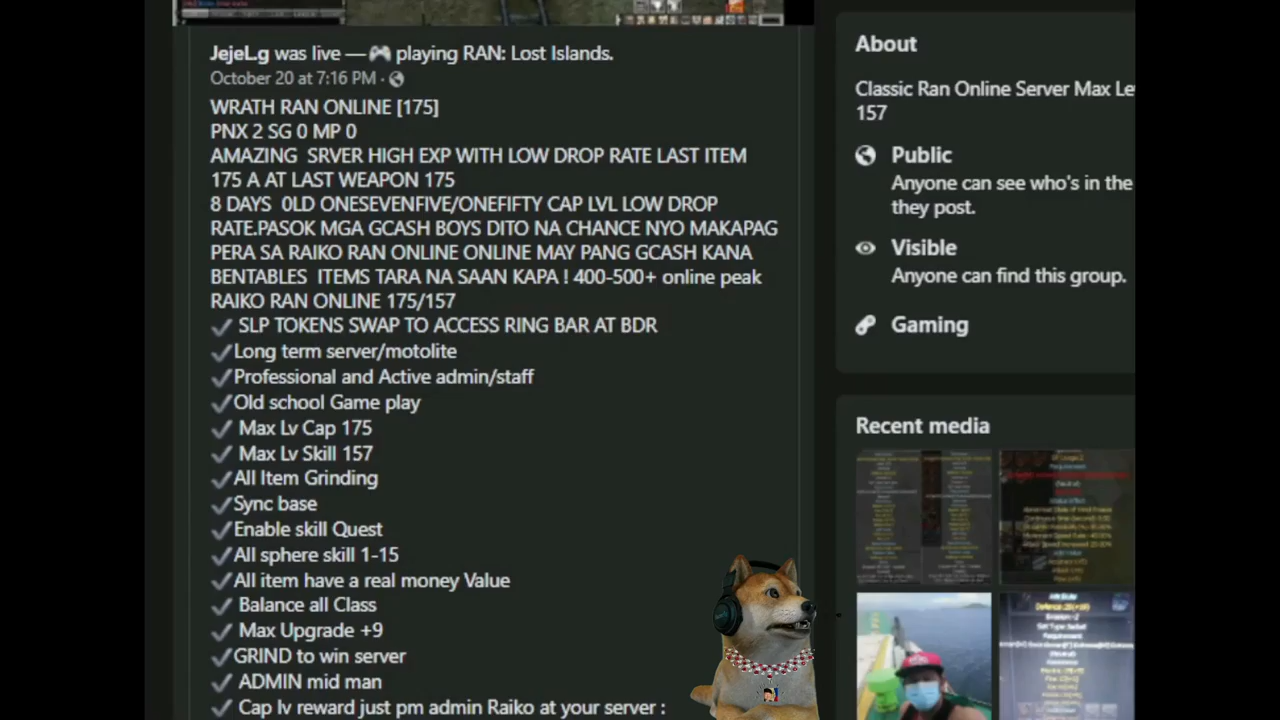 JejeL.g was live — 🎮 playing RAN: Lost Islands.
October 20 at 7:16 PM ·
WRATH RAN ONLINE [175]
PNX 2 SG 0 MP 0
AMAZING SRVER HIGH EXP WITH LOW DROP RATE LAST ITEM
175 A AT LAST WEAPON 175
8 DAYS 0LD ONESEVENFIVE/ONEFIFTY CAP LVL LOW DROP
RATE.PASOK MGA GCASH BOYS DITO NA CHANCE NYO MAKAPAG
PERA SA RAIKO RAN ONLINE ONLINE MAY PANG GCASH KANA
BENTABLES ITEMS TARA NA SAAN KAPA ! 400-500+ online peak
RAIKO RAN ONLINE 175/157
✔ SLP TOKENS SWAP TO ACCESS RING BAR AT BDR
✔Long term server/motolite
✔Professional and Active admin/staff
✔Old school Game play
✔ Max Lv Cap 175
✔ Max Lv Skill 157
✔All Item Grinding
✔Sync base
✔Enable skill Quest
✔All sphere skill 1-15
✔All item have a real money Value
✔ Balance all Class
✔ Max Upgrade +9
✔GRIND to win server
✔ ADMIN mid man
✔ Cap lv reward just pm admin Raiko at your server :
About
Classic Ran Online Server Max Le
157
Public
Anyone can see who's in the
they post.
Visible
Anyone can find this group.
Gaming
Recent media